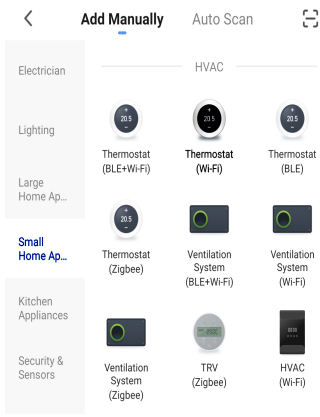 Add Manually
Auto Scan
Electrician
Lighting
Large
Home Ap...
Small
Home Ap...
Kitchen
Appliances
Security &
Sensors
HVAC
+
20.5
−
Thermostat
(BLE+Wi-Fi)
+
20.5
−
Thermostat
(Wi-Fi)
+
20.5
−
Thermostat
(BLE)
+
20.5
−
Thermostat
(Zigbee)
Ventilation
System
(BLE+Wi-Fi)
Ventilation
System
(Wi-Fi)
Ventilation
System
(Zigbee)
TRV
(Zigbee)
HVAC
(Wi-Fi)